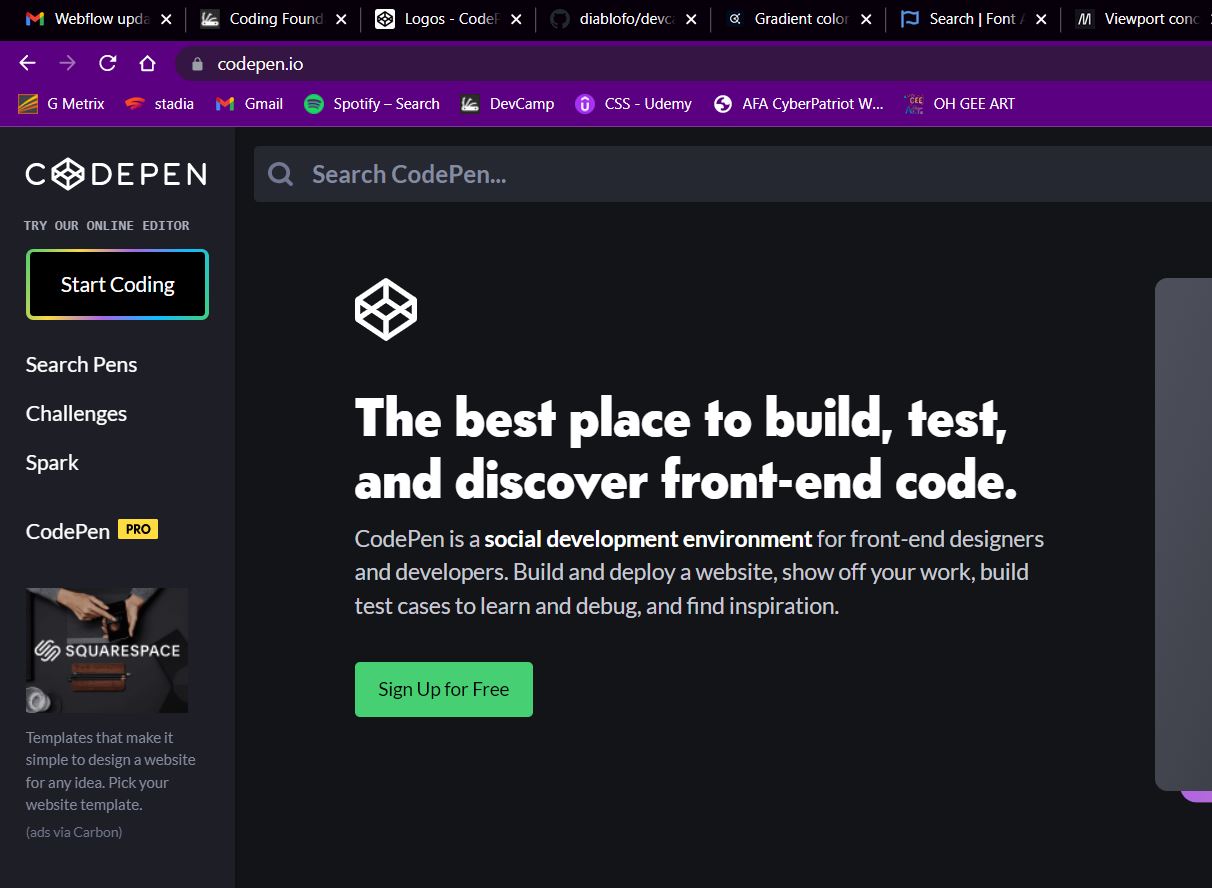 Webflow upda
Coding Found
Logos - CodeP
diablofo/devca
Gradient color
Search | Font A
Viewport conc
codepen.io
G Metrix
stadia
Gmail
Spotify – Search
DevCamp
CSS - Udemy
AFA CyberPatriot W...
OH GEE ART
CODEPEN
Search CodePen...
TRY OUR ONLINE EDITOR
Start Coding
Search Pens
Challenges
Spark
CodePen PRO
SQUARESPACE
Templates that make it
simple to design a website
for any idea. Pick your
website template.
(ads via Carbon)
The best place to build, test,
and discover front-end code.
CodePen is a social development environment for front-end designers
and developers. Build and deploy a website, show off your work, build
test cases to learn and debug, and find inspiration.
Sign Up for Free